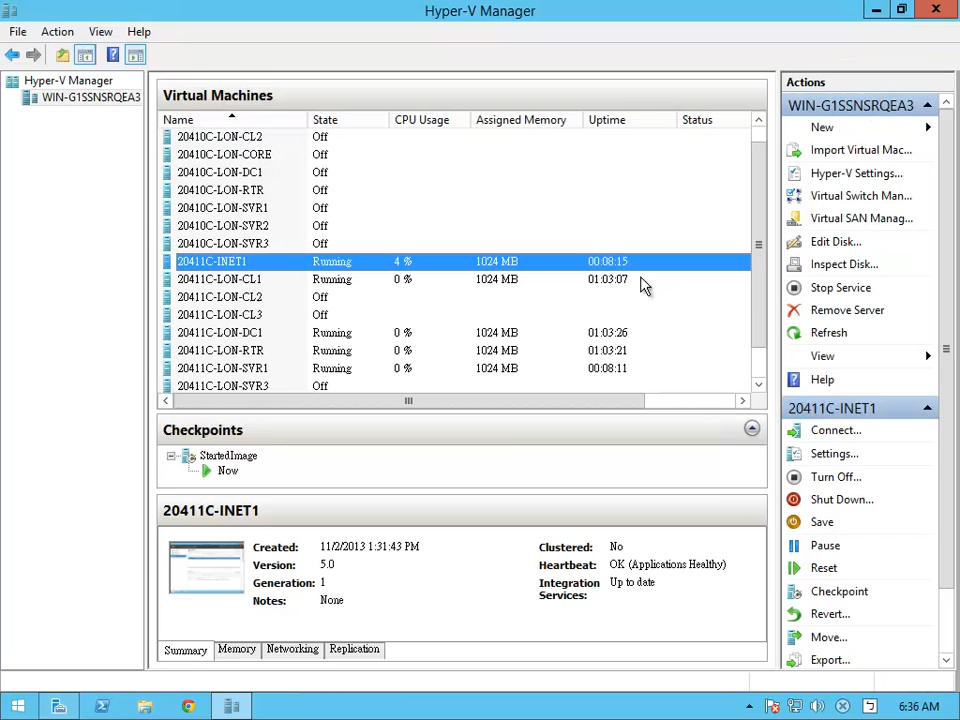 Hyper-V Manager
File Action View Help
Hyper-V Manager
WIN-G1SSNSRQEA3
Virtual Machines
Name State CPU Usage Assigned Memory Uptime Status
20410C-LON-CL2 Off
20410C-LON-CORE Off
20410C-LON-DC1 Off
20410C-LON-RTR Off
20410C-LON-SVR1 Off
20410C-LON-SVR2 Off
20410C-LON-SVR3 Off
20411C-INET1 Running 4 % 1024 MB 00:08:15
20411C-LON-CL1 Running 0 % 1024 MB 01:03:07
20411C-LON-CL2 Off
20411C-LON-CL3 Off
20411C-LON-DC1 Running 0 % 1024 MB 01:03:26
20411C-LON-RTR Running 0 % 1024 MB 01:03:21
20411C-LON-SVR1 Running 0 % 1024 MB 00:08:11
20411C-LON-SVR3 Off
Checkpoints
StartedImage
Now
20411C-INET1
Created: 11/2/2013 1:31:43 PM Clustered: No
Version: 5.0 Heartbeat: OK (Applications Healthy)
Generation: 1 Integration Services: Up to date
Notes: None
Summary Memory Networking Replication
Actions
WIN-G1SSNSRQEA3
New
Import Virtual Mac...
Hyper-V Settings...
Virtual Switch Man...
Virtual SAN Manag...
Edit Disk...
Inspect Disk...
Stop Service
Remove Server
Refresh
View
Help
20411C-INET1
Connect...
Settings...
Turn Off...
Shut Down...
Save
Pause
Reset
Checkpoint
Revert...
Move...
Export...
6:36 AM